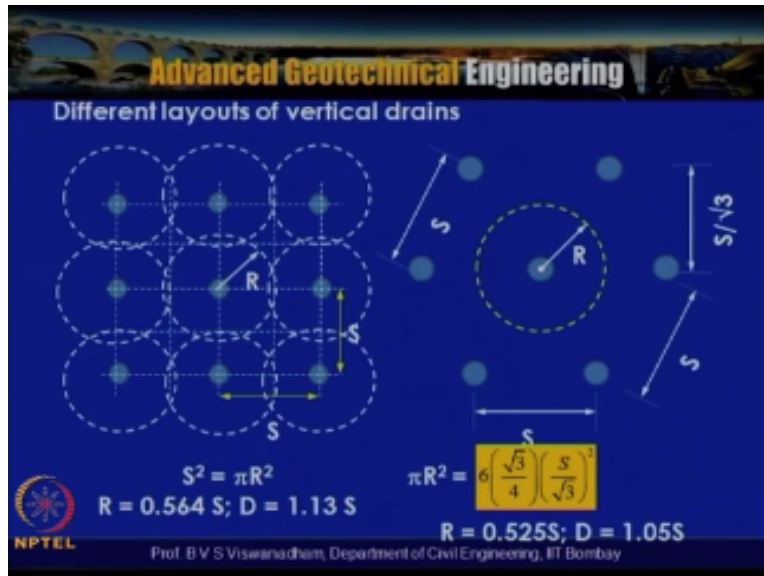 Advanced Geotechnical Engineering
Different layouts of vertical drains
R
S
S
S² = πR²
R = 0.564 S; D = 1.13 S
S
R
S/√3
S
S
πR² = 6(√3/4)(S/√3)²
R = 0.525S; D = 1.05S
NPTEL
Prof. B V S Viswanadham, Department of Civil Engineering, IIT Bombay